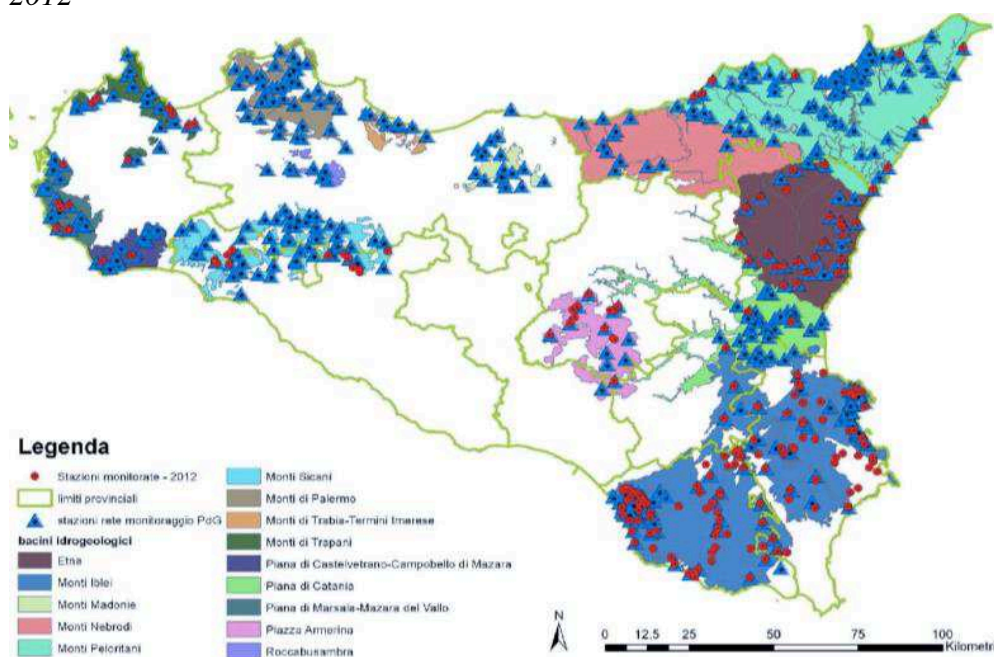 2012
Legenda
Stazioni monitorate - 2012
limiti provinciali
stazioni rete monitoraggio PdG
bacini idrogeologici
Etna
Monti Iblei
Monti Madonie
Monti Nebrodi
Monti Peloritani
Monti Sicani
Monti di Palermo
Monti di Trabia-Termini Imerese
Monti di Trapani
Piana di Castelvetrano-Campobello di Mazara
Piana di Catania
Piana di Marsala-Mazara del Vallo
Piazza Armerina
Roccabusambra
N
0 12.5 25 50 75 100
Kilometri